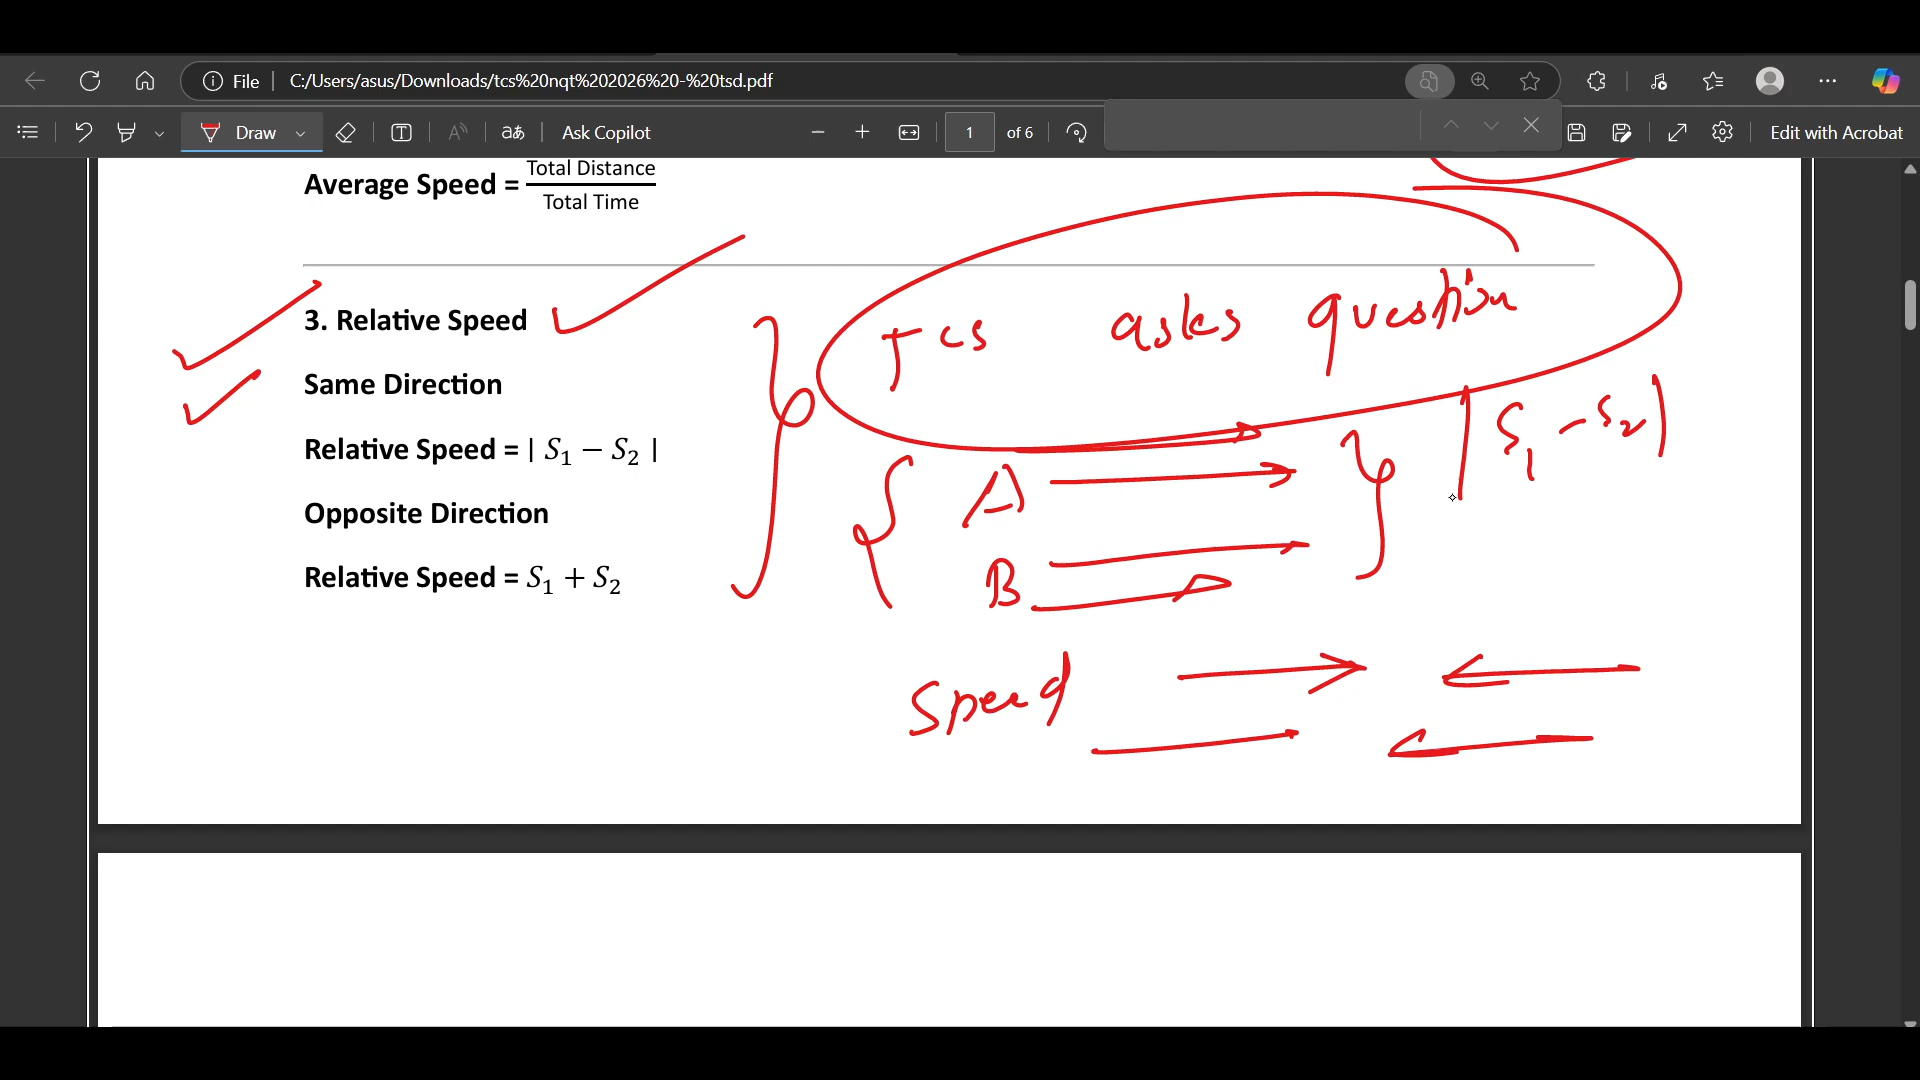 File C:/Users/asus/Downloads/tcs%20nqt%202026%20-%20tsd.pdf
Draw aあ Ask Copilot 1 of 6 Edit with Acrobat
Average Speed = Total Distance / Total Time
3. Relative Speed
Tcs asks question
Same Direction
Relative Speed = | S₁ − S₂ |
|S₁ - S₂|
A
Opposite Direction
Relative Speed = S₁ + S₂
B
Speed